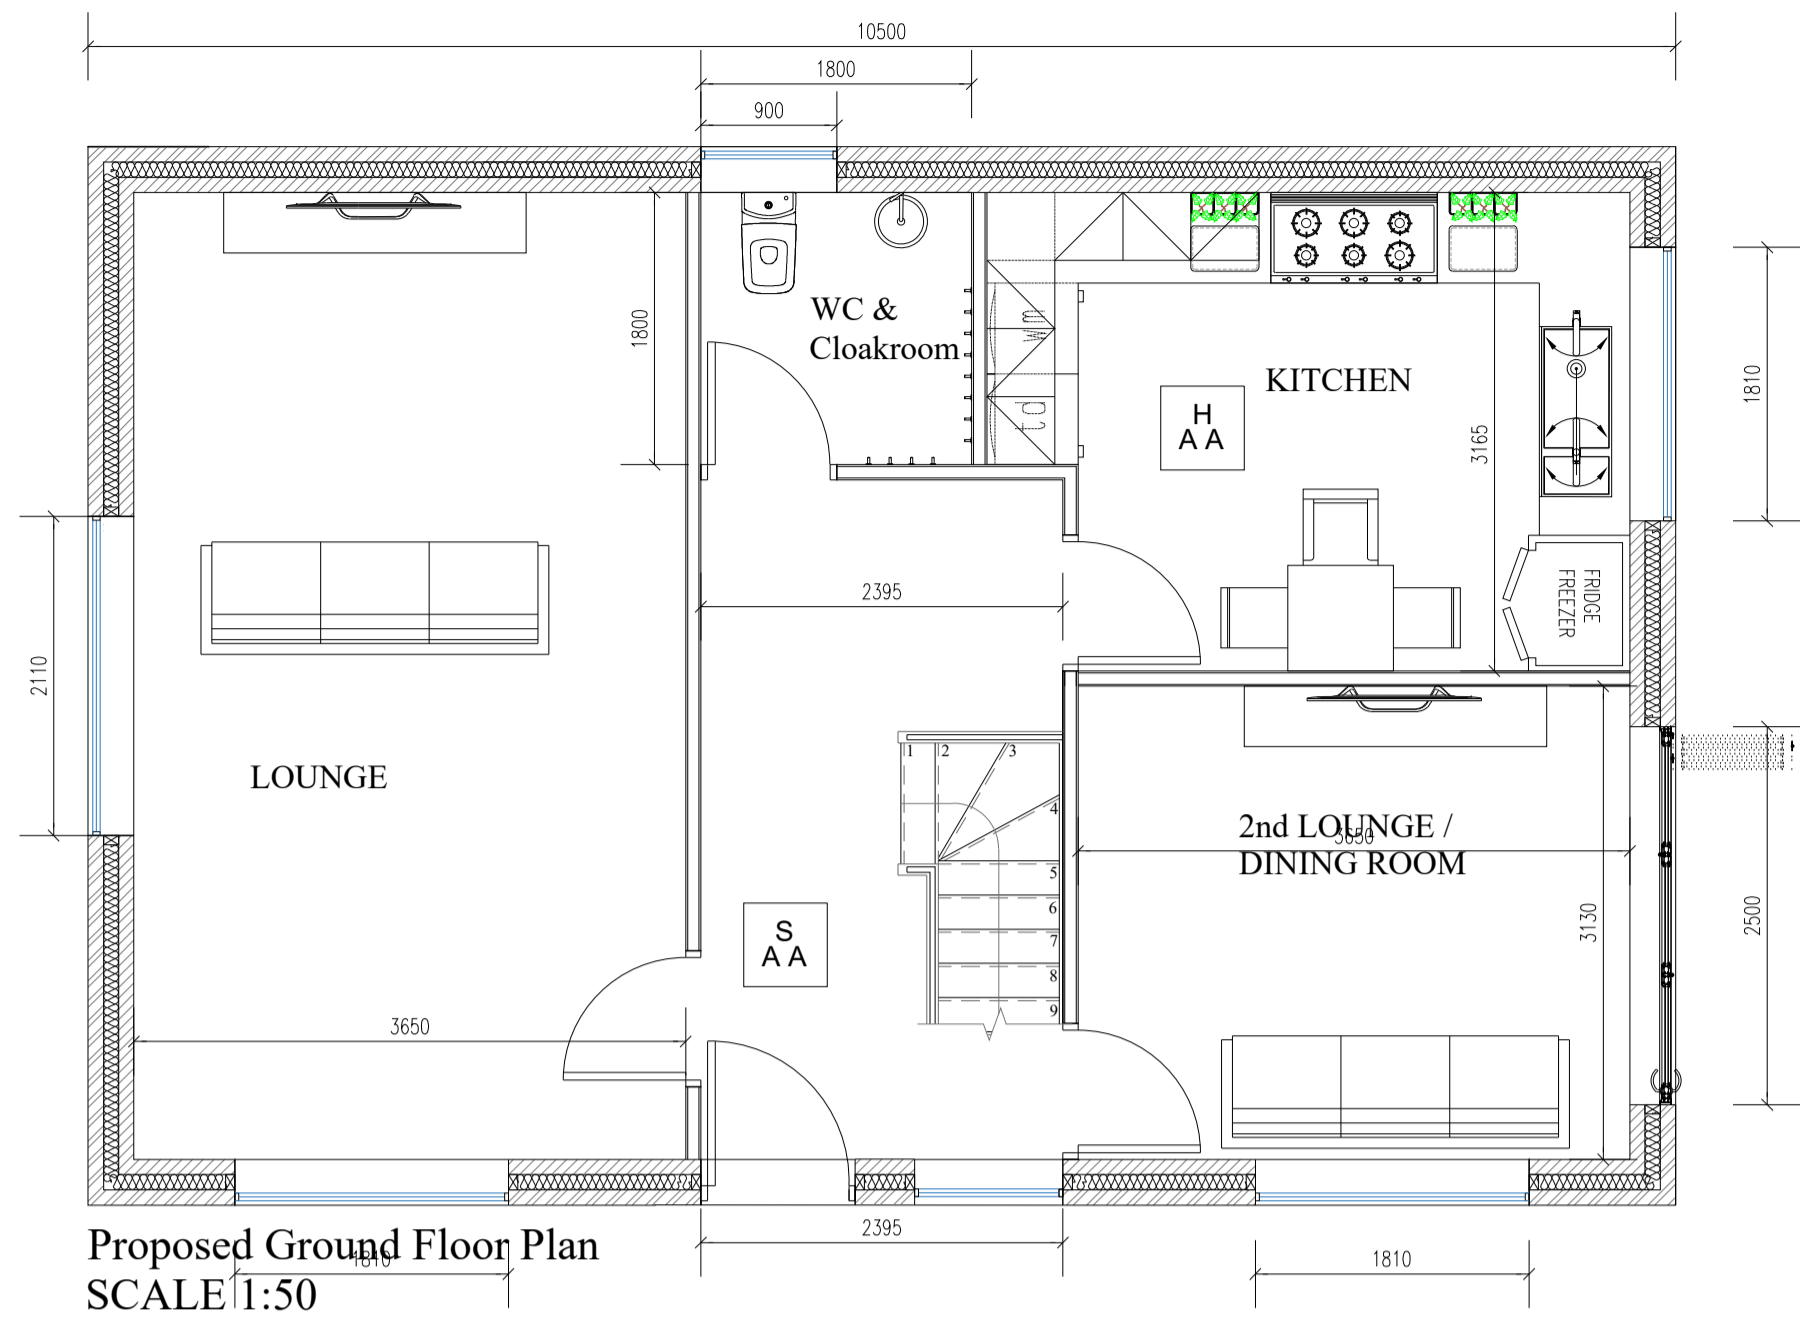 10500
1800
900
WC &
Cloakroom
1800
wm
td
KITCHEN
H
A A
3165
1810
FRIDGE
FREEZER
2395
2110
LOUNGE
1
2
3
4
5
6
7
8
9
2nd LOUNGE /
3650
DINING ROOM
S
A A
3130
2500
3650
Proposed Ground Floor Plan
1810
SCALE 1:50
2395
1810